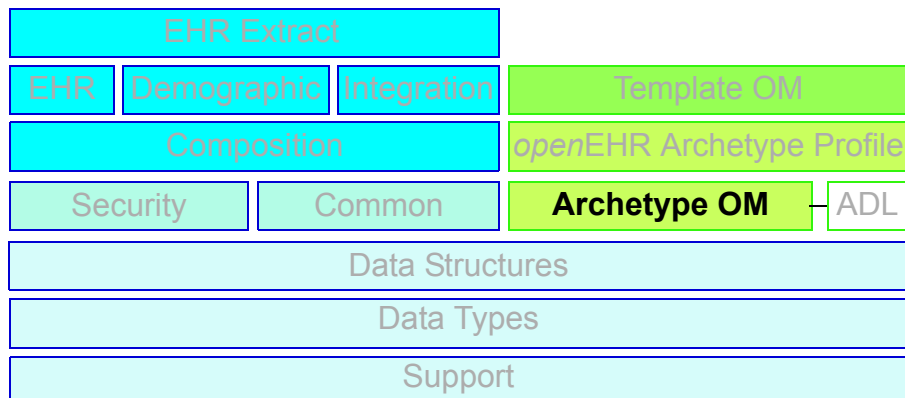 EHR Extract
EHR Demographic Integration Template OM
Composition openEHR Archetype Profile
Security Common Archetype OM ADL
Data Structures
Data Types
Support